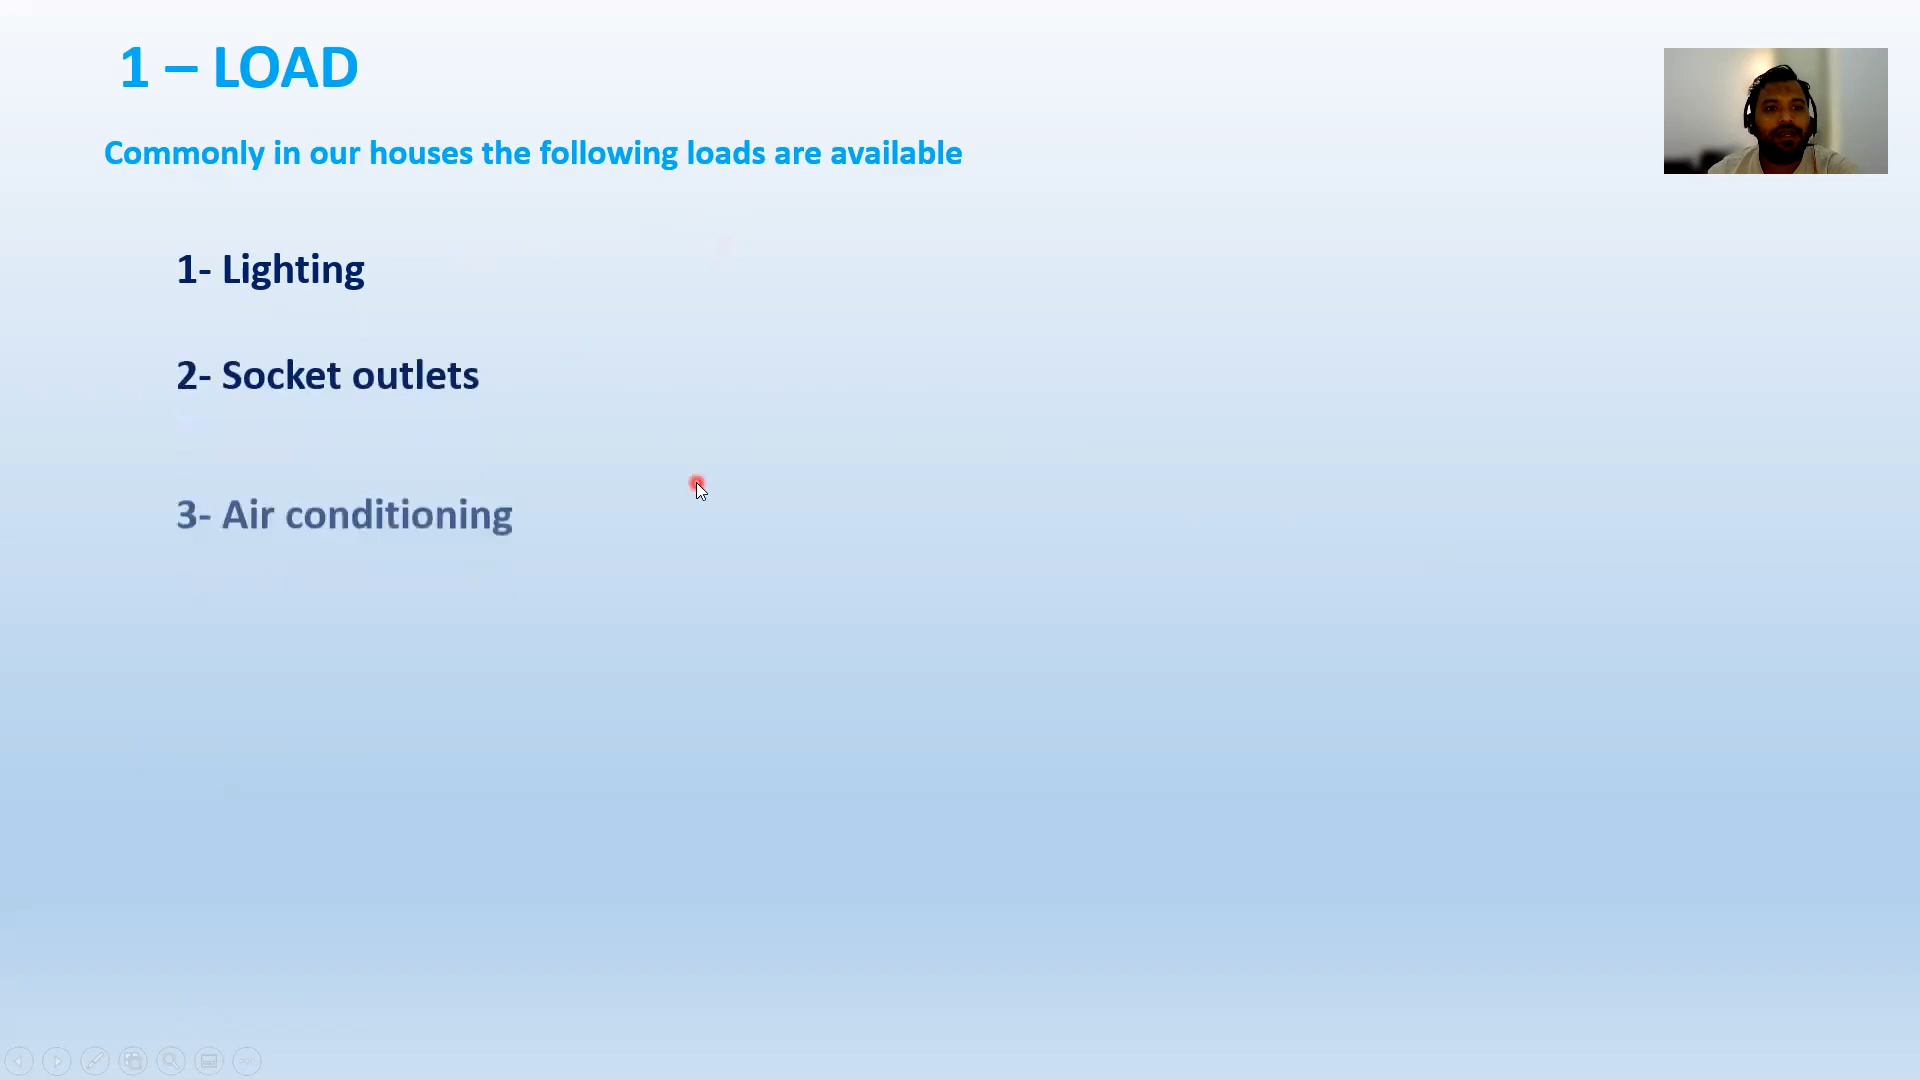 1 – LOAD
Commonly in our houses the following loads are available
1- Lighting
2- Socket outlets
3- Air conditioning